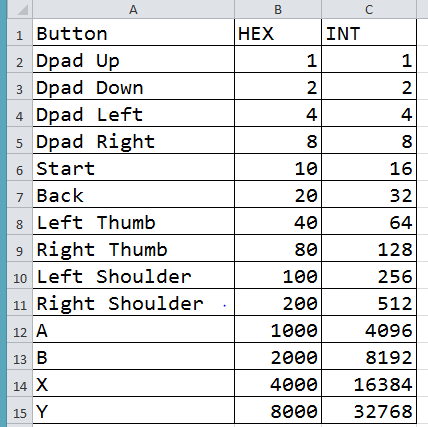 A B C
1 Button HEX INT
2 Dpad Up 1 1
3 Dpad Down 2 2
4 Dpad Left 4 4
5 Dpad Right 8 8
6 Start 10 16
7 Back 20 32
8 Left Thumb 40 64
9 Right Thumb 80 128
10 Left Shoulder 100 256
11 Right Shoulder 200 512
12 A 1000 4096
13 B 2000 8192
14 X 4000 16384
15 Y 8000 32768